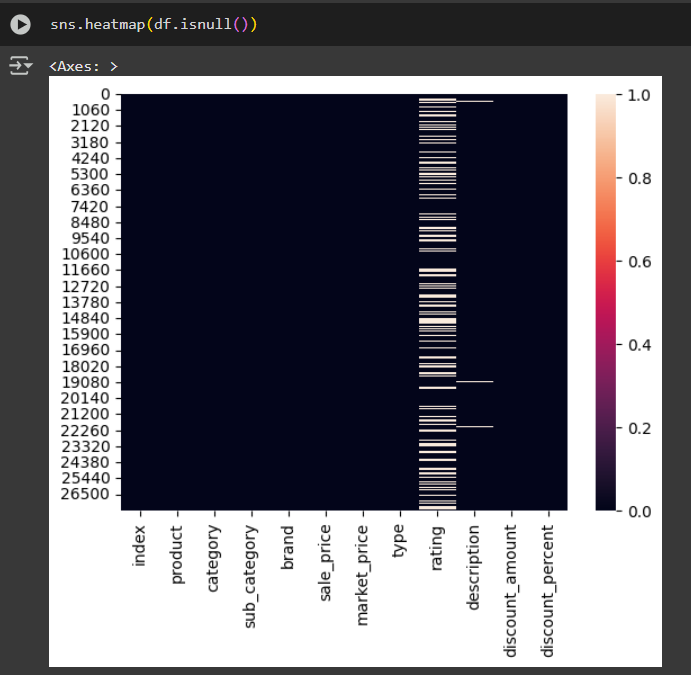 sns.heatmap(df.isnull())
<Axes: >
0
1060
2120
3180
4240
5300
6360
7420
8480
9540
10600
11660
12720
13780
14840
15900
16960
18020
19080
20140
21200
22260
23320
24380
25440
26500
index
product
category
sub_category
brand
sale_price
market_price
type
rating
description
discount_amount
discount_percent
1.0
0.8
0.6
0.4
0.2
0.0